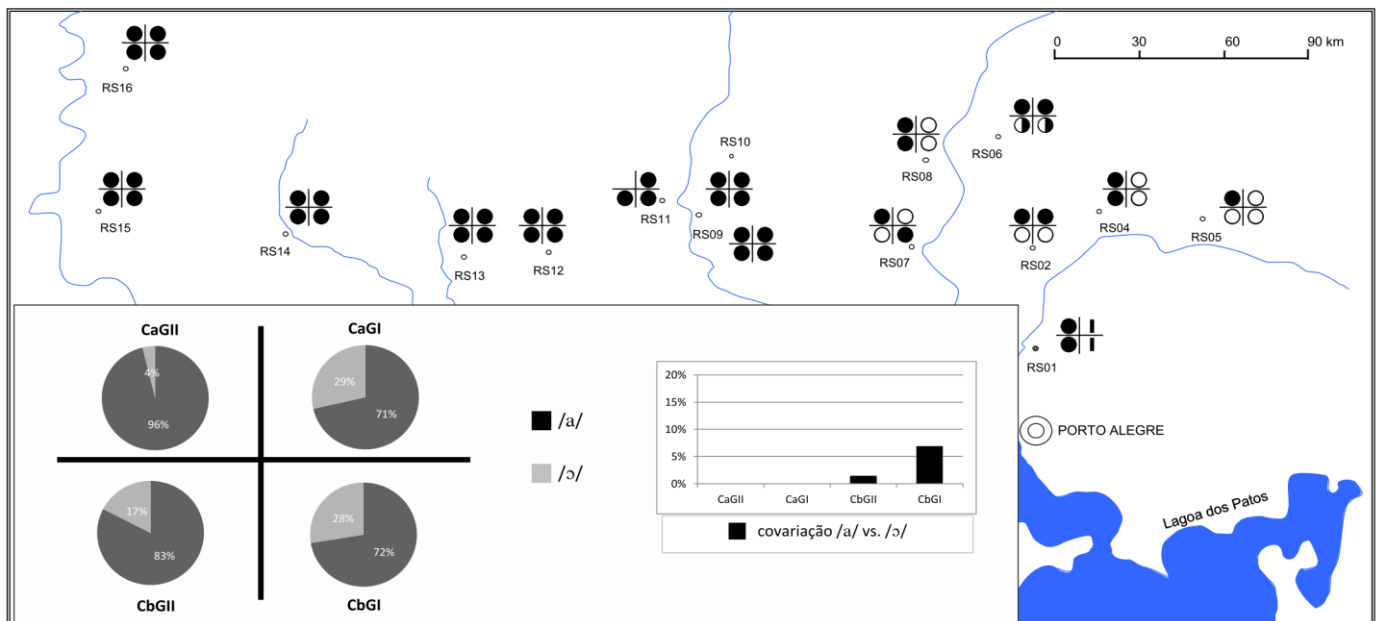 0 30 60 90 km
RS16
RS10
RS06
RS08
RS11
RS15
RS04
RS09
RS05
RS14
RS07
RS02
RS12
RS13
RS01
PORTO ALEGRE
Lagoa dos Patos
CaGII
CaGI
4%
96%
29%
71%
17%
83%
28%
72%
CbGII
CbGI
/a/
/ɔ/
20%
15%
10%
5%
0%
CaGII CaGI CbGII CbGI
covariação /a/ vs. /ɔ/